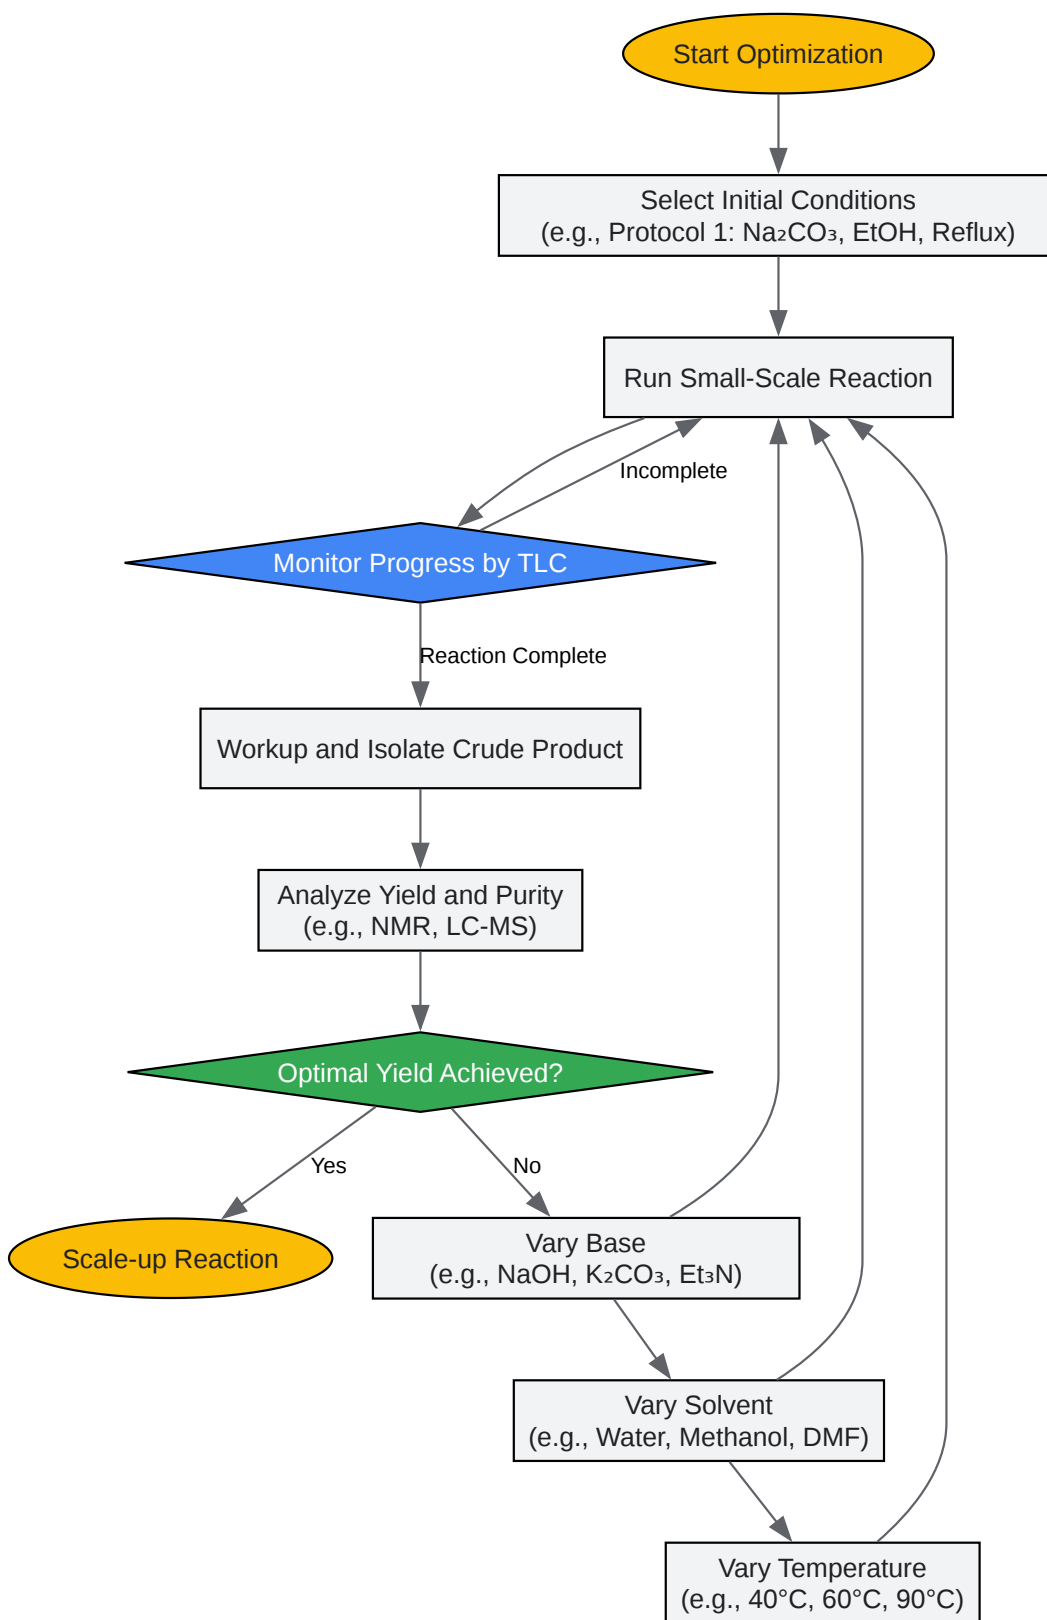 Start Optimization
Select Initial Conditions
(e.g., Protocol 1: Na₂CO₃, EtOH, Reflux)
Run Small-Scale Reaction
Incomplete
Monitor Progress by TLC
Reaction Complete
Workup and Isolate Crude Product
Analyze Yield and Purity
(e.g., NMR, LC-MS)
Optimal Yield Achieved?
Yes
No
Scale-up Reaction
Vary Base
(e.g., NaOH, K₂CO₃, Et₃N)
Vary Solvent
(e.g., Water, Methanol, DMF)
Vary Temperature
(e.g., 40°C, 60°C, 90°C)